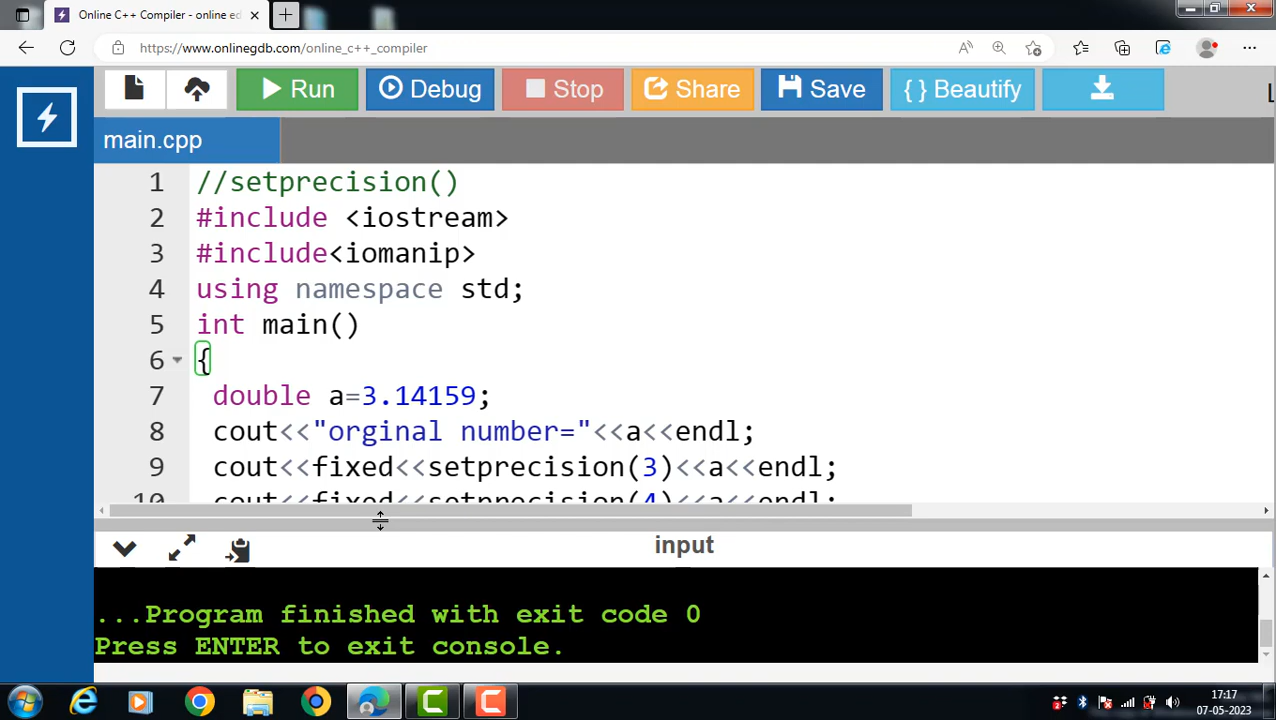 Online C++ Compiler - online ed
https://www.onlinegdb.com/online_c++_compiler
Run
Debug
Stop
Share
Save
{ } Beautify
main.cpp
1 //setprecision()
2 #include <iostream>
3 #include<iomanip>
4 using namespace std;
5 int main()
6 {
7 double a=3.14159;
8 cout<<"orginal number="<<a<<endl;
9 cout<<fixed<<setprecision(3)<<a<<endl;
10 cout<<fixed<<setprecision(4)<<a<<endl;
input
...Program finished with exit code 0
Press ENTER to exit console.
17:17
07-05-2023